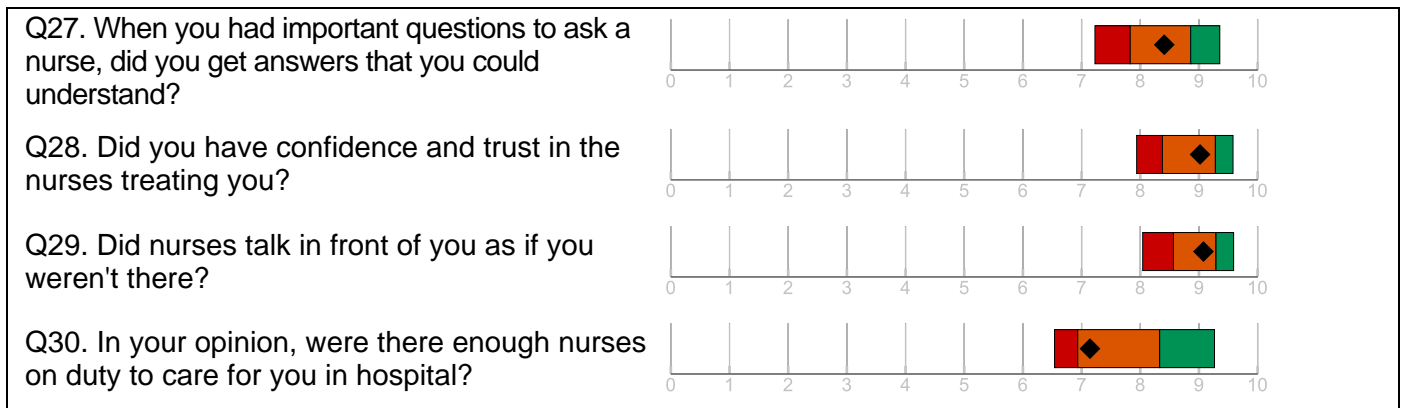 Q27. When you had important questions to ask a
nurse, did you get answers that you could
understand?
0 1 2 3 4 5 6 7 8 9 10
Q28. Did you have confidence and trust in the
nurses treating you?
0 1 2 3 4 5 6 7 8 9 10
Q29. Did nurses talk in front of you as if you
weren't there?
0 1 2 3 4 5 6 7 8 9 10
Q30. In your opinion, were there enough nurses
on duty to care for you in hospital?
0 1 2 3 4 5 6 7 8 9 10